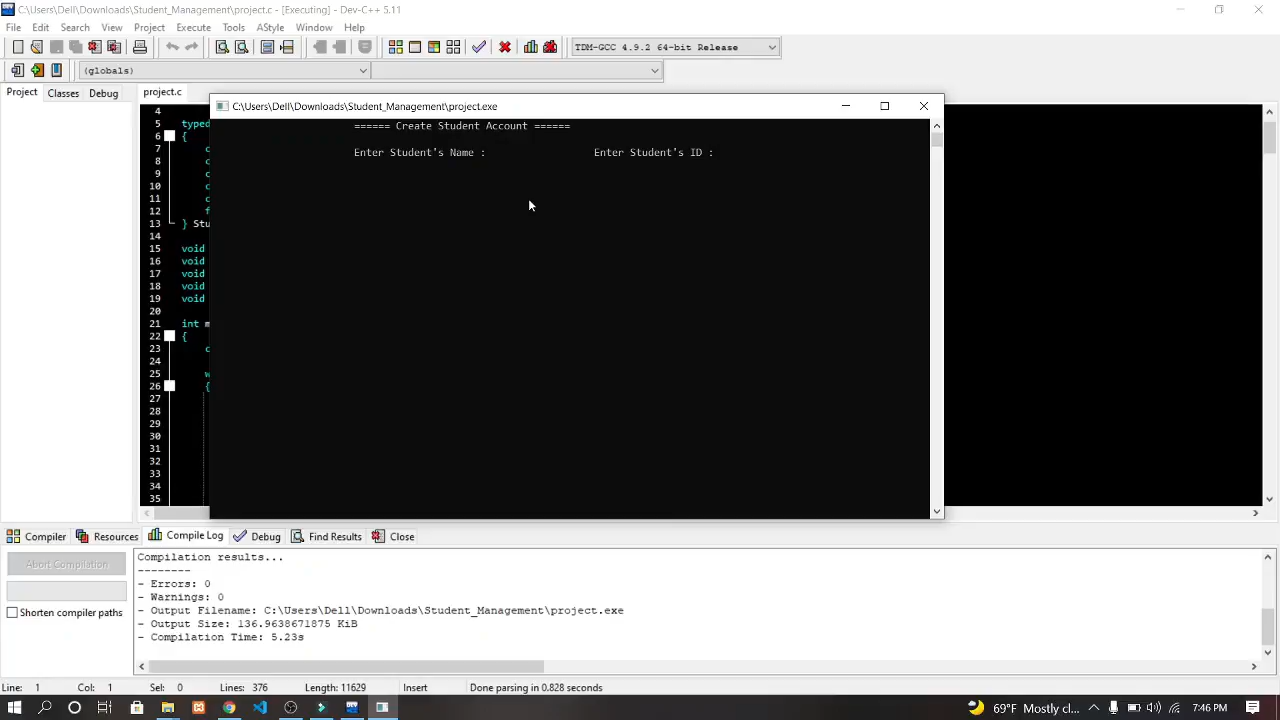 C:\Users\Dell\Downloads\Student_Management\project.c - [Executing] - Dev-C++ 5.11
File Edit Search View Project Execute Tools AStyle Window Help
TDM-GCC 4.9.2 64-bit Release
(globals)
Project Classes Debug
project.c
C:\Users\Dell\Downloads\Student_Management\project.exe
====== Create Student Account ======
Enter Student's Name : Enter Student's ID :
4
5 typed
6 {
7 c
8 c
9 c
10 c
11 c
12 f
13 } Stu
14
15 void
16 void
17 void
18 void
19 void
20
21 int m
22 {
23 c
24
25 w
26 {
27
28
29
30
31
32
33
34
35
Compiler Resources Compile Log Debug Find Results Close
Abort Compilation
Shorten compiler paths
Compilation results...
--------
- Errors: 0
- Warnings: 0
- Output Filename: C:\Users\Dell\Downloads\Student_Management\project.exe
- Output Size: 136.9638671875 KiB
- Compilation Time: 5.23s
Line: 1 Col: 1 Sel: 0 Lines: 376 Length: 11629 Insert Done parsing in 0.828 seconds
69°F Mostly cl... 7:46 PM